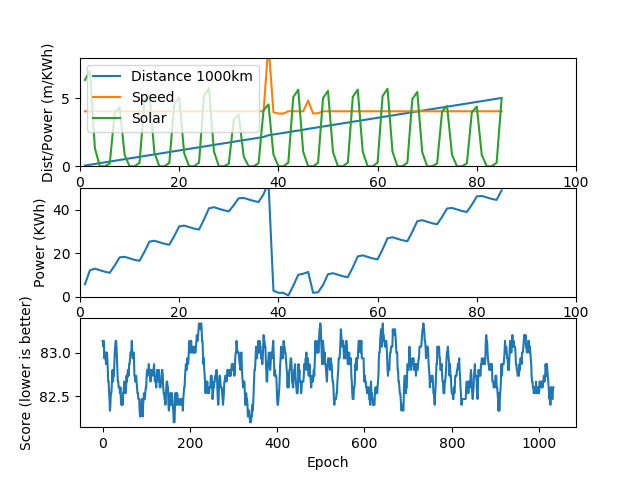 Dist/Power (m/KWh)
5
0
Distance 1000km
Speed
Solar
0 20 40 60 80 100
Power (KWh)
40
20
0
0 20 40 60 80 100
Score (lower is better)
83.0
82.5
0 200 400 600 800 1000
Epoch